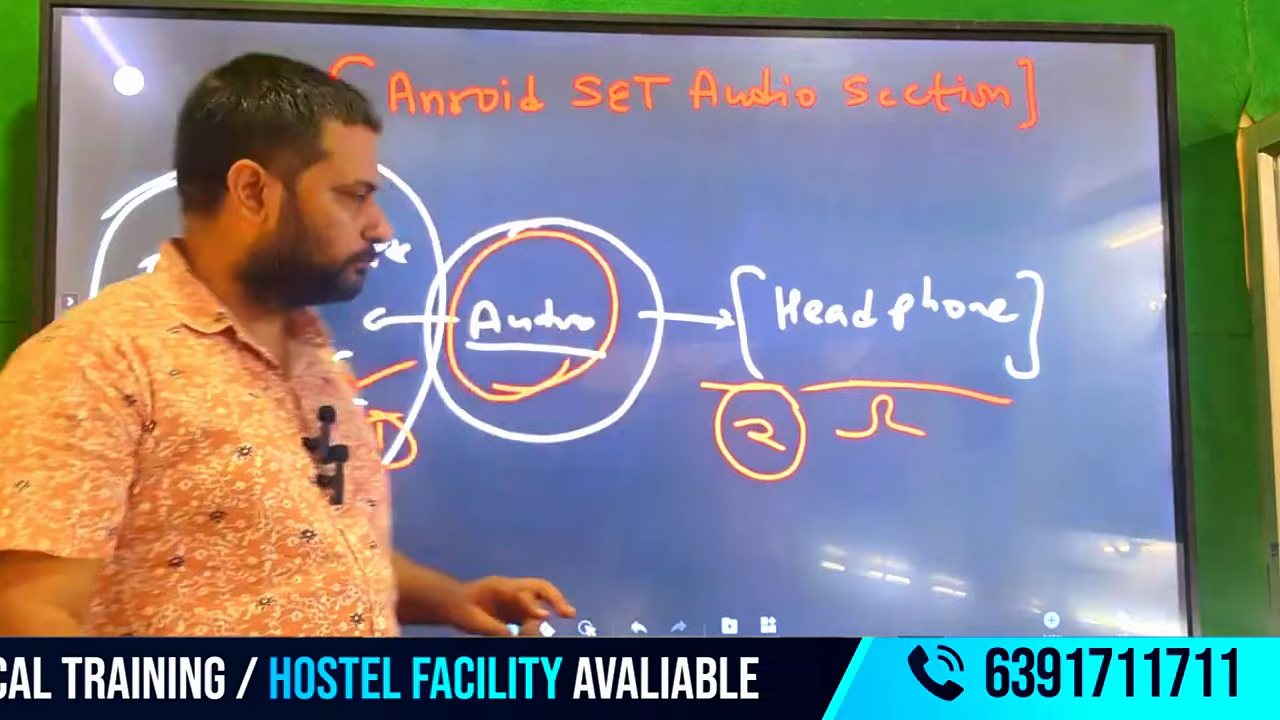 [Anroid SET Audio Section]
Audio
[Headphone]
2 Ω
CAL TRAINING / HOSTEL FACILITY AVALIABLE
6391711711